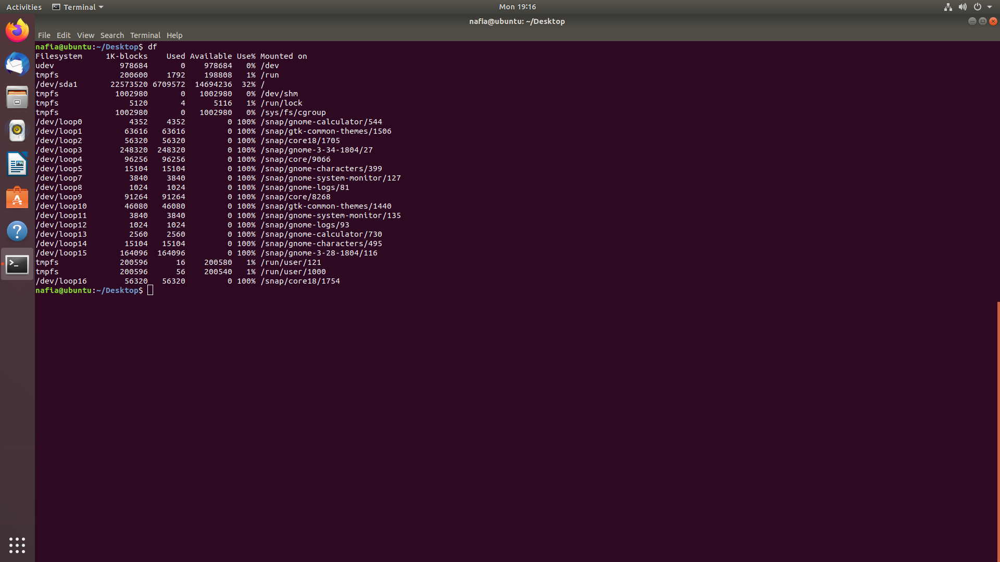 Activities Terminal Mon 19:16
nafia@ubuntu: ~/Desktop
File Edit View Search Terminal Help
nafia@ubuntu:~/Desktop$ df
Filesystem     1K-blocks    Used Available Use% Mounted on
udev              978684       0    978684   0% /dev
tmpfs             200600    1792    198808   1% /run
/dev/sda1       22573520 6709572  14694236  32% /
tmpfs            1002980       0   1002980   0% /dev/shm
tmpfs               5120       4      5116   1% /run/lock
tmpfs            1002980       0   1002980   0% /sys/fs/cgroup
/dev/loop0          4352    4352         0 100% /snap/gnome-calculator/544
/dev/loop1         63616   63616         0 100% /snap/gtk-common-themes/1506
/dev/loop2         56320   56320         0 100% /snap/core18/1705
/dev/loop3        248320  248320         0 100% /snap/gnome-3-34-1804/27
/dev/loop4         96256   96256         0 100% /snap/core/9066
/dev/loop5         15104   15104         0 100% /snap/gnome-characters/399
/dev/loop7          3840    3840         0 100% /snap/gnome-system-monitor/127
/dev/loop8          1024    1024         0 100% /snap/gnome-logs/81
/dev/loop9         91264   91264         0 100% /snap/core/8268
/dev/loop10        46080   46080         0 100% /snap/gtk-common-themes/1440
/dev/loop11         3840    3840         0 100% /snap/gnome-system-monitor/135
/dev/loop12         1024    1024         0 100% /snap/gnome-logs/93
/dev/loop13         2560    2560         0 100% /snap/gnome-calculator/730
/dev/loop14        15104   15104         0 100% /snap/gnome-characters/495
/dev/loop15       164096  164096         0 100% /snap/gnome-3-28-1804/116
tmpfs             200596      16    200580   1% /run/user/121
tmpfs             200596      56    200540   1% /run/user/1000
/dev/loop16        56320   56320         0 100% /snap/core18/1754
nafia@ubuntu:~/Desktop$